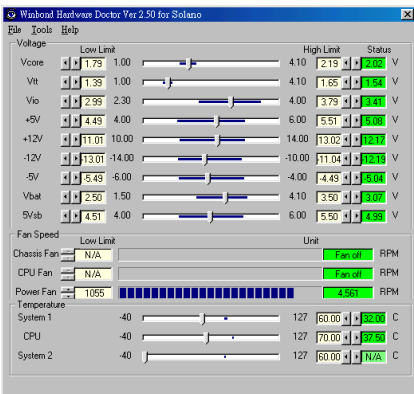 Winbond Hardware Doctor Ver 2.50 for Solano
File Tools Help
Voltage
Low Limit High Limit Status
Vcore 1.79 1.00 4.10 2.19 2.02 V
Vtt 1.39 1.00 4.10 1.65 1.54 V
Vio 2.99 2.30 4.00 3.79 3.41 V
+5V 4.49 4.00 6.00 5.51 5.08 V
+12V 11.01 10.00 14.00 13.02 12.17 V
-12V -13.01 -14.00 -10.00 -11.04 -12.19 V
-5V -5.49 -6.00 -4.00 -4.49 -5.04 V
Vbat 2.50 1.50 4.10 3.50 3.07 V
5Vsb 4.51 4.00 6.00 5.50 4.99 V
Fan Speed
Low Limit Unit
Chassis Fan N/A Fan off RPM
CPU Fan N/A Fan off RPM
Power Fan 1055 4,561 RPM
Temperature
System 1 -40 127 60.00 32.00 C
CPU -40 127 70.00 37.50 C
System 2 -40 127 60.00 N/A C